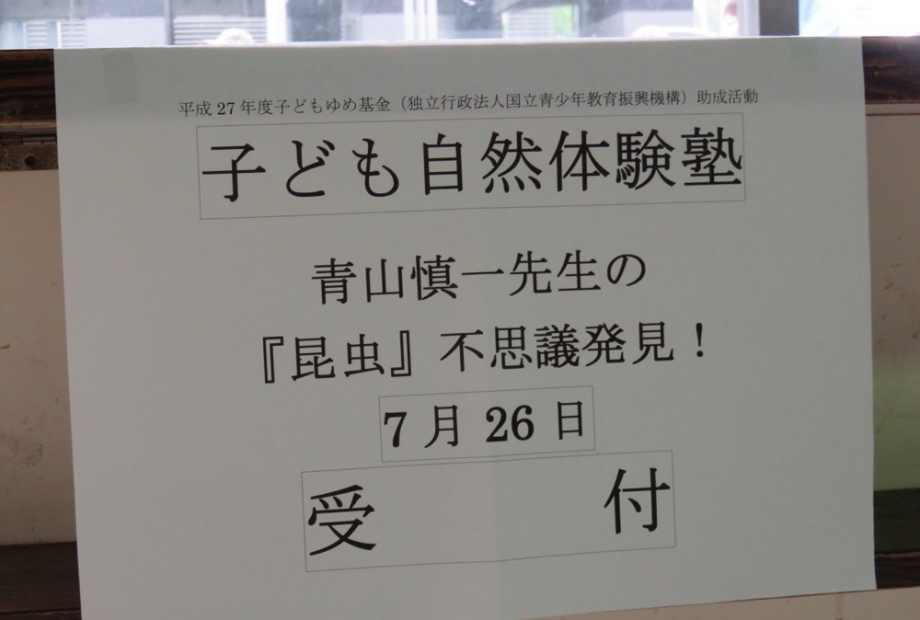 平成 27 年度子どもゆめ基金（独立行政法人国立青少年教育振興機構）助成活動
子ども自然体験塾
青山慎一先生の
『昆虫』不思議発見！
7 月 26 日
受 付